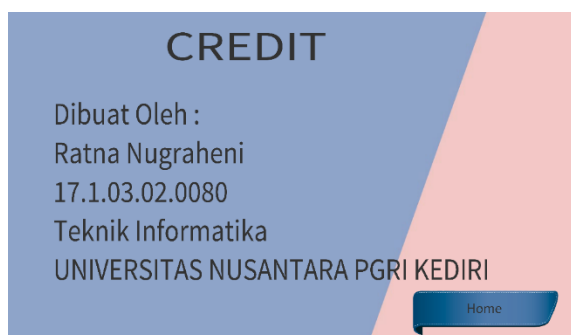 CREDIT
Dibuat Oleh :
Ratna Nugraheni
17.1.03.02.0080
Teknik Informatika
UNIVERSITAS NUSANTARA PGRI KEDIRI
Home